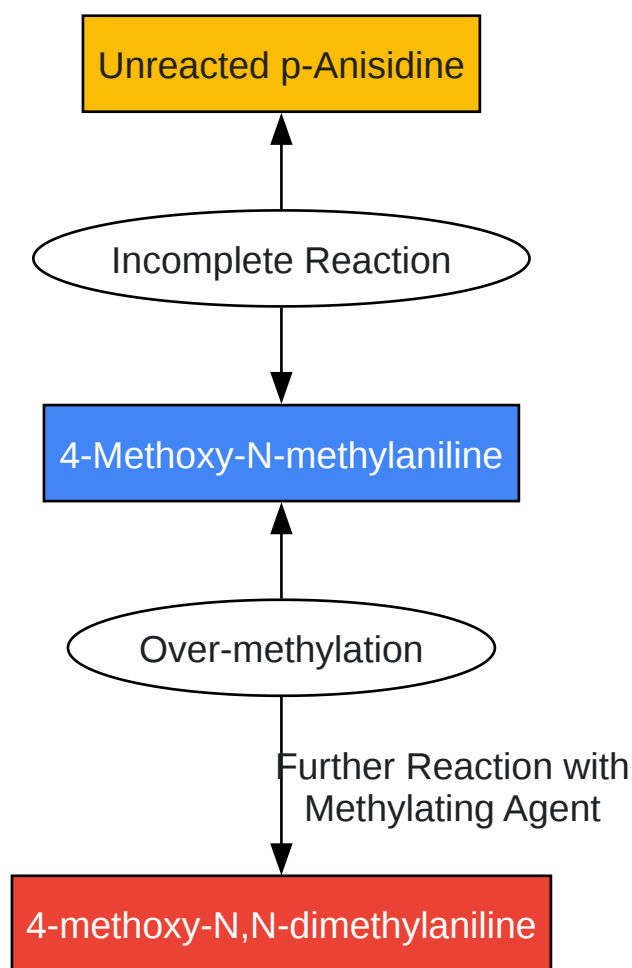 Unreacted p-Anisidine
Incomplete Reaction
4-Methoxy-N-methylaniline
Over-methylation
Further Reaction with
Methylating Agent
4-methoxy-N,N-dimethylaniline